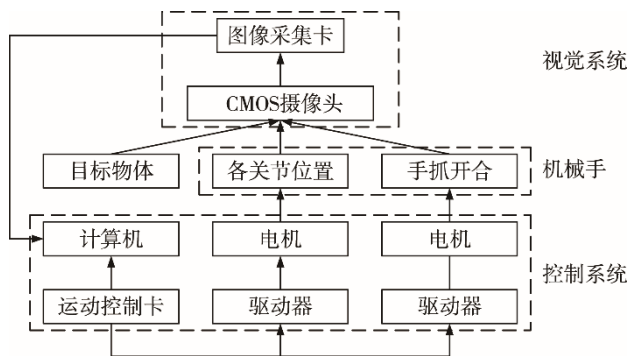 图像采集卡
视觉系统
CMOS摄像头
目标物体
各关节位置
手抓开合
机械手
计算机
电机
电机
控制系统
运动控制卡
驱动器
驱动器